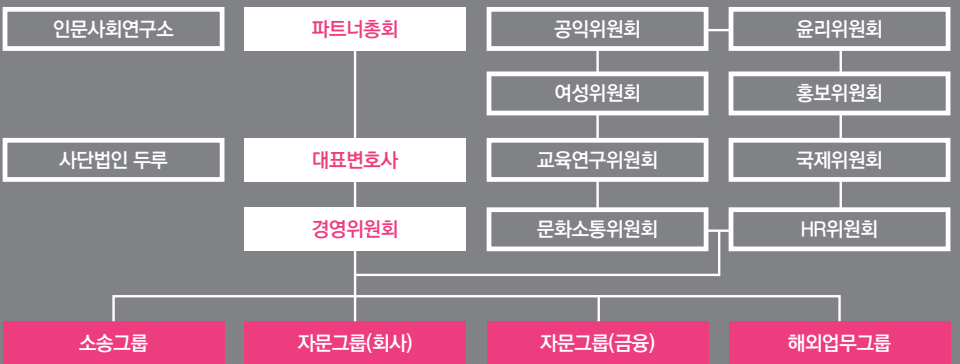 인문사회연구소
파트너총회
공익위원회
윤리위원회
여성위원회
홍보위원회
사단법인 두루
대표변호사
교육연구위원회
국제위원회
경영위원회
문화소통위원회
HR위원회
소송그룹
자문그룹(회사)
자문그룹(금융)
해외업무그룹